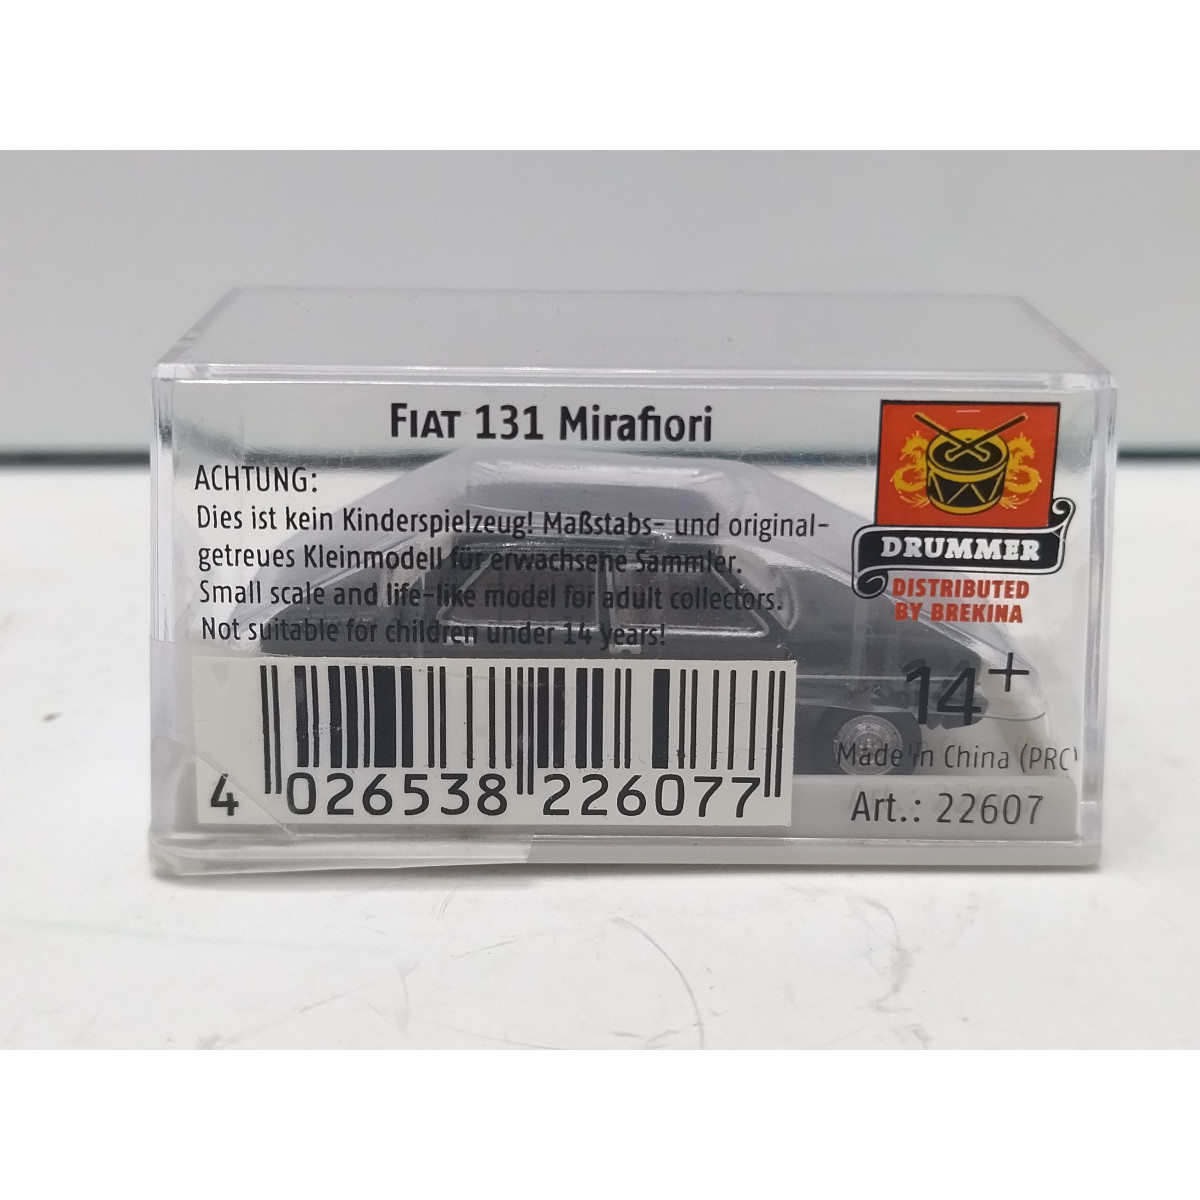 FIAT 131 Mirafiori
ACHTUNG:
Dies ist kein Kinderspielzeug! Maßstabs- und original-
getreues Kleinmodell für erwachsene Sammler.
Small scale and life-like model for adult collectors.
Not suitable for children under 14 years!
DRUMMER
DISTRIBUTED
BY BREKINA
14+
Made in China (PRC)
Art.: 22607
4 026538 226077